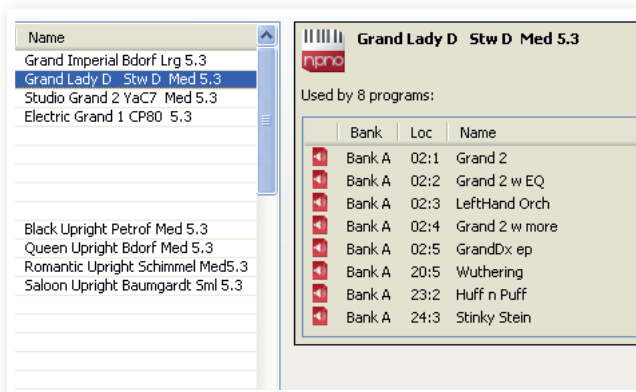 Name
Grand Imperial Bdorf Lrg 5.3
Grand Lady D Stw D Med 5.3
Studio Grand 2 YaC7 Med 5.3
Electric Grand 1 CP80 5.3
Black Upright Petrof Med 5.3
Queen Upright Bdorf Med 5.3
Romantic Upright Schimmel Med5.3
Saloon Upright Baumgardt Sml 5.3
npno
Grand Lady D Stw D Med 5.3
Used by 8 programs:
Bank Loc Name
Bank A 02:1 Grand 2
Bank A 02:2 Grand 2 w EQ
Bank A 02:3 LeftHand Orch
Bank A 02:4 Grand 2 w more
Bank A 02:5 GrandDx ep
Bank A 20:5 Wuthering
Bank A 23:2 Huff n Puff
Bank A 24:3 Stinky Stein